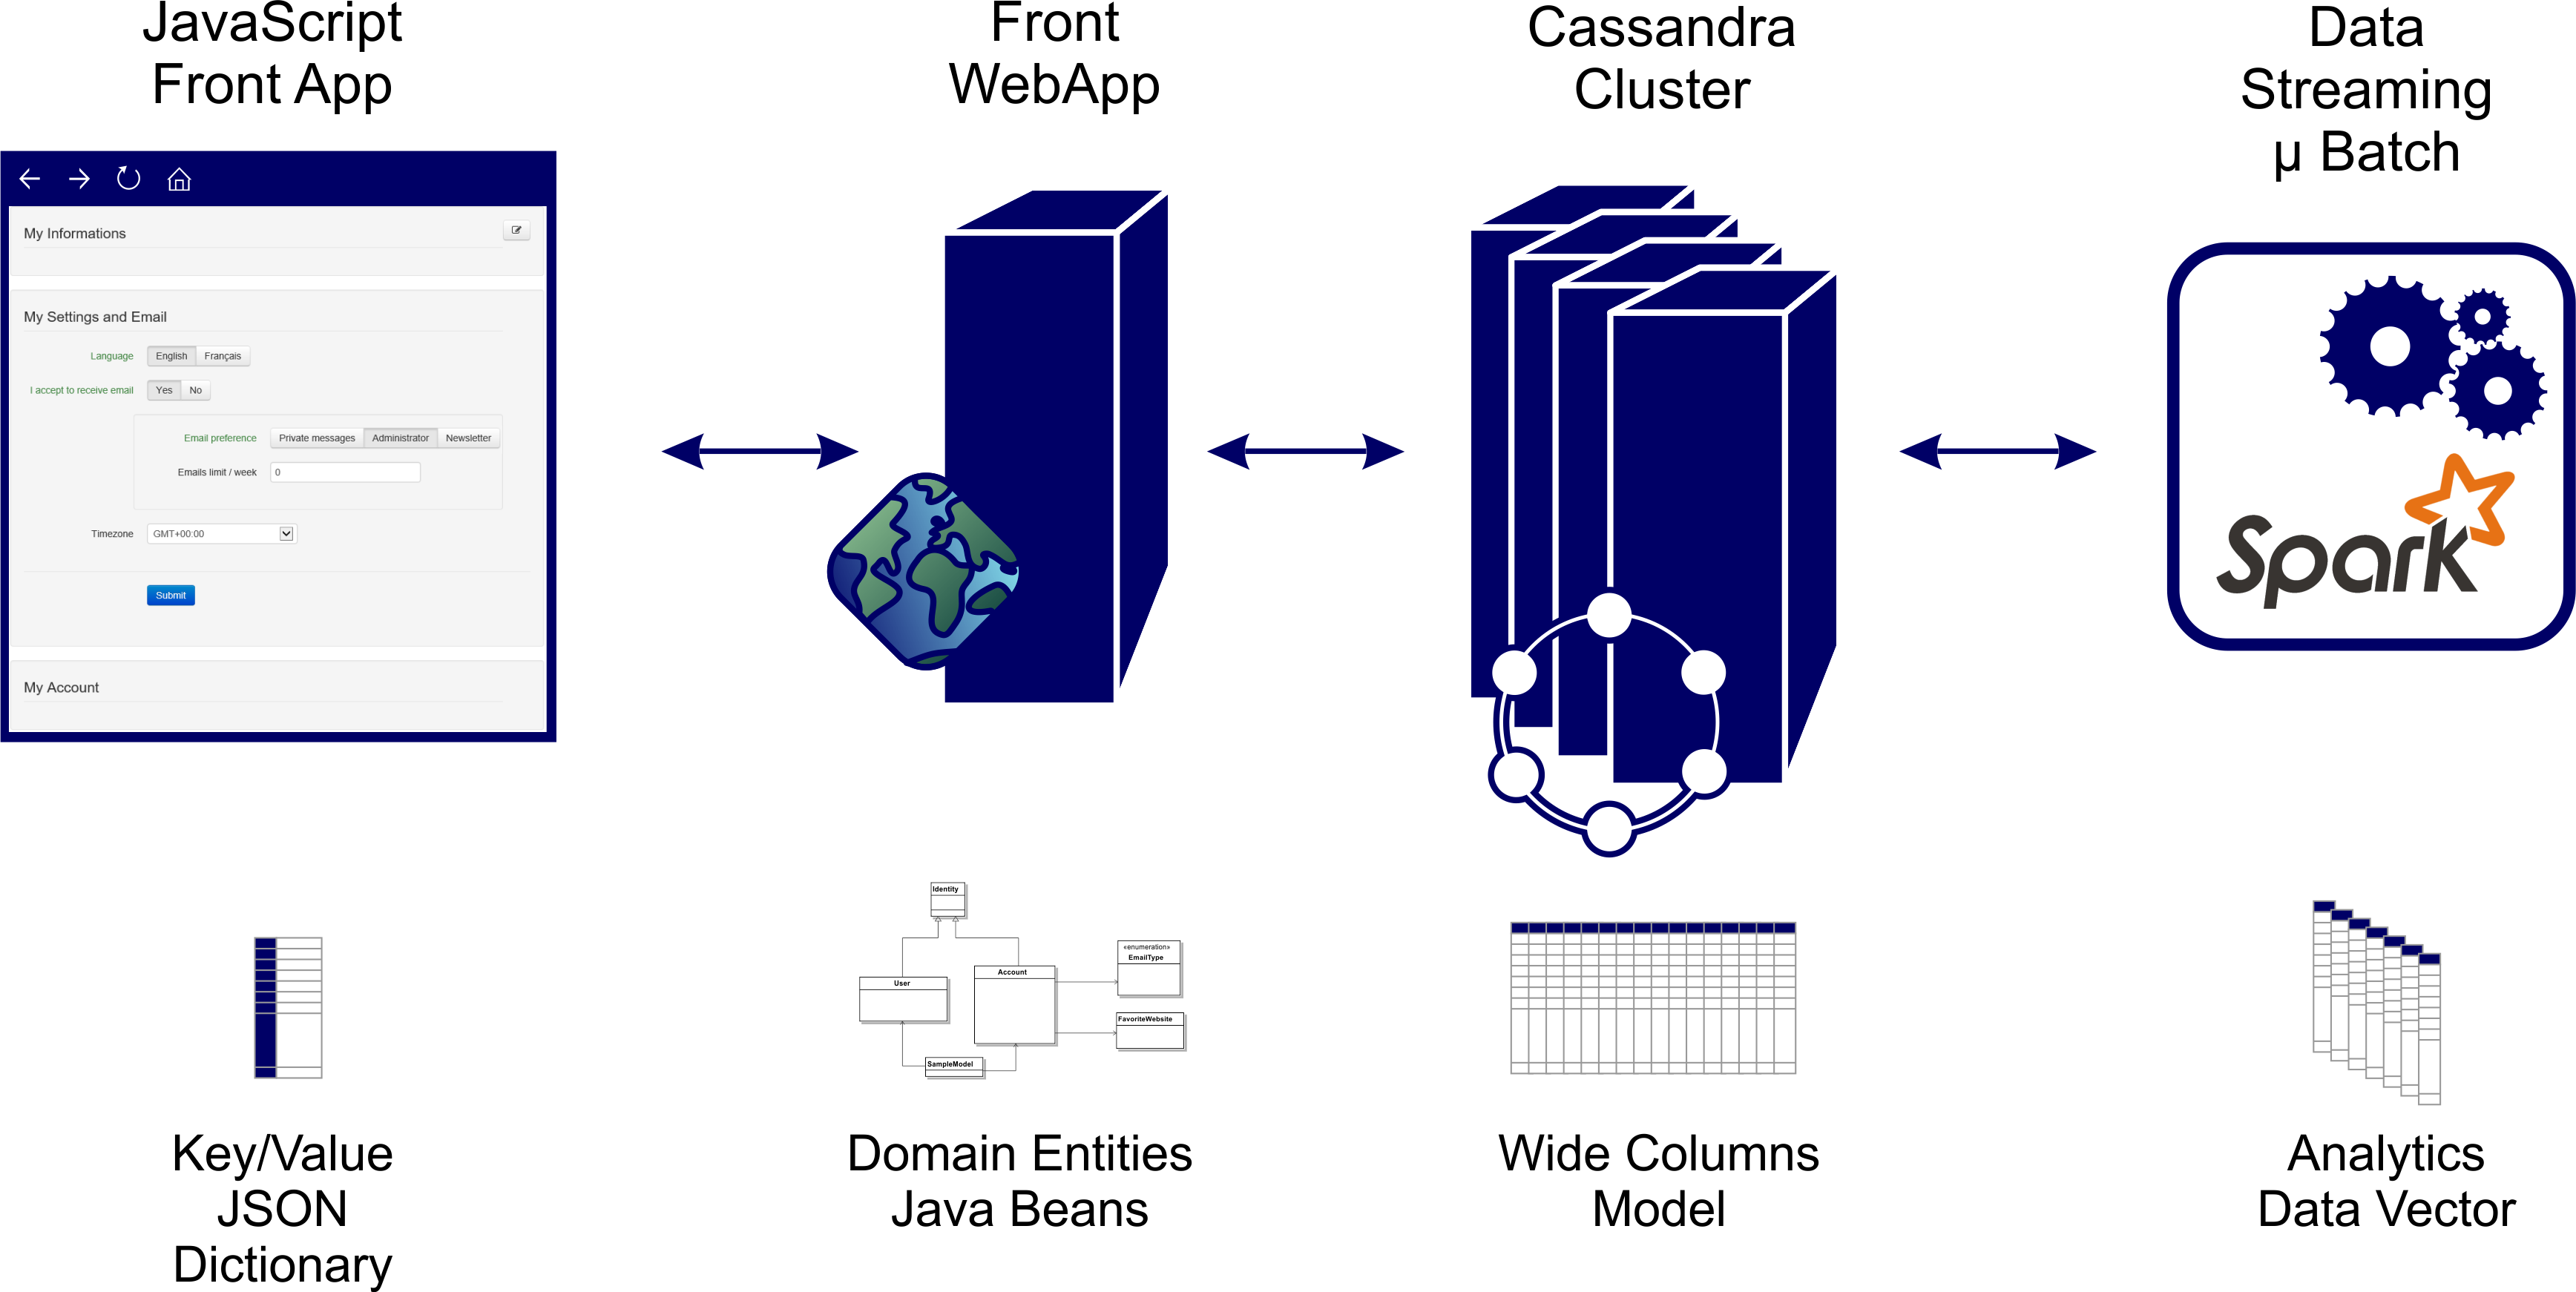 JavaScript
Front App
Front
WebApp
Cassandra
Cluster
Data
Streaming
µ Batch
My Informations
My Settings and Email
Language English Français
I accept to receive email Yes No
Email preference Private messages Administrator Newsletter
Emails limit / week 0
Timezone GMT+00:00
Submit
My Account
Spark
Identity
User
Account
«enumeration»
EmailType
FavoriteWebsite
SampleModel
Key/Value
JSON
Dictionary
Domain Entities
Java Beans
Wide Columns
Model
Analytics
Data Vector